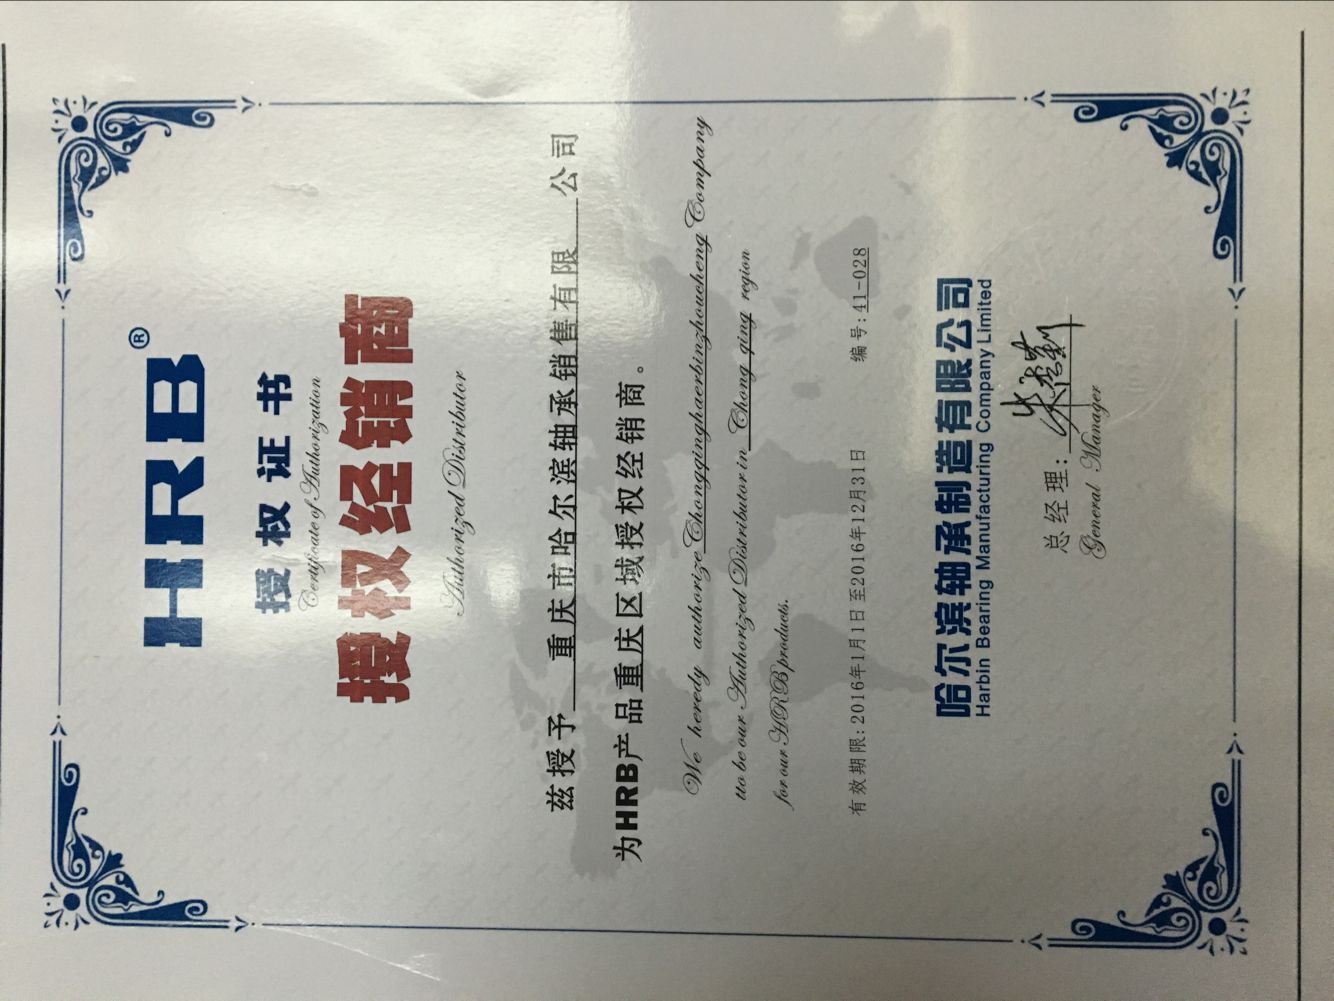 HRB®
授权证书
Certificate of Authorization
授权经销商
Authorized Distributor
兹授予 重庆市哈尔滨轴承销售有限 公司
为HRB产品重庆区域授权经销商。
We heredy authorize Chongqinghaerbinzhoucheng Company
tto be our Authorized Distributor in Chong qing region
for our HRB products.
有效期限:2016年1月1日至2016年12月31日 编号:41-028
哈尔滨轴承制造有限公司
Harbin Bearing Manufacturing Company Limited
总经理:
General Manager